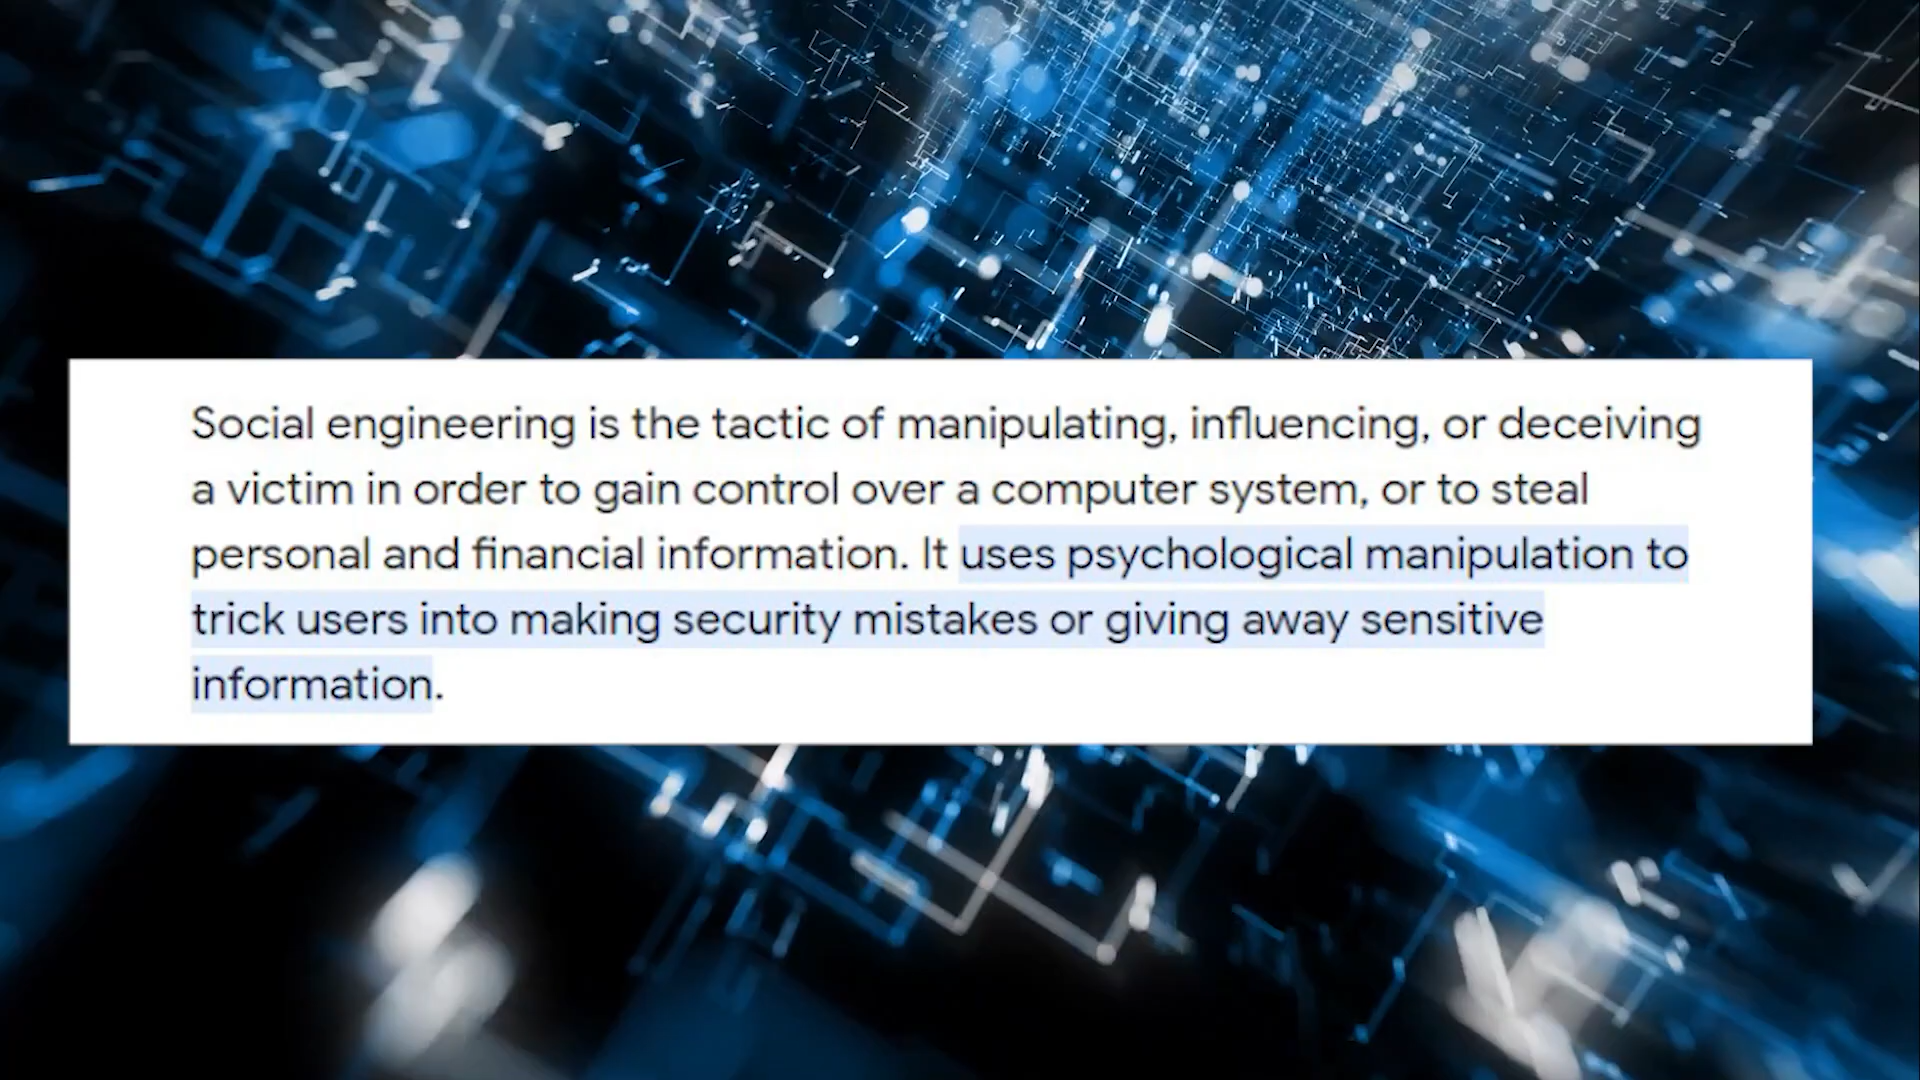 Social engineering is the tactic of manipulating, influencing, or deceiving
a victim in order to gain control over a computer system, or to steal
personal and financial information. It uses psychological manipulation to
trick users into making security mistakes or giving away sensitive
information.